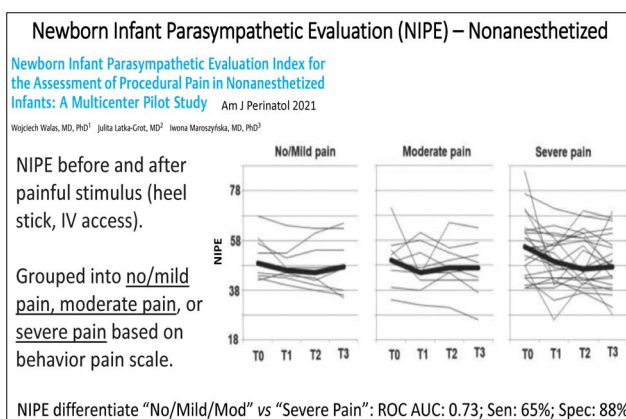 Newborn Infant Parasympathetic Evaluation (NIPE) – Nonanesthetized
Newborn Infant Parasympathetic Evaluation Index for
the Assessment of Procedural Pain in Nonanesthetized
Infants: A Multicenter Pilot Study Am J Perinatol 2021
Wojciech Walas, MD, PhD1 Julita Latka-Grot, MD2 Iwona Maroszyńska, MD, PhD3
NIPE before and after
painful stimulus (heel
stick, IV access).
Grouped into no/mild
pain, moderate pain, or
severe pain based on
behavior pain scale.
No/Mild pain Moderate pain Severe pain
NIPE
78
58
38
18
T0 T1 T2 T3 T0 T1 T2 T3 T0 T1 T2 T3
NIPE differentiate “No/Mild/Mod” vs “Severe Pain”: ROC AUC: 0.73; Sen: 65%; Spec: 88%